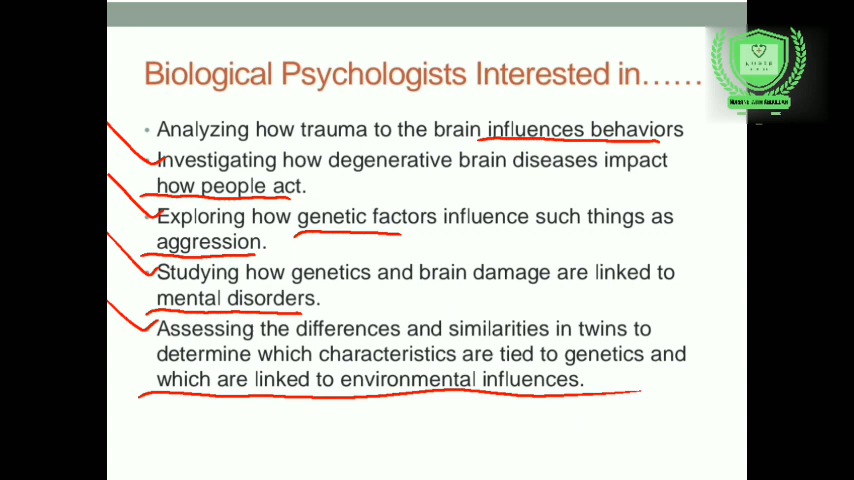 Biological Psychologists Interested in......
• Analyzing how trauma to the brain influences behaviors
• Investigating how degenerative brain diseases impact
how people act.
• Exploring how genetic factors influence such things as
aggression.
• Studying how genetics and brain damage are linked to
mental disorders.
• Assessing the differences and similarities in twins to
determine which characteristics are tied to genetics and
which are linked to environmental influences.